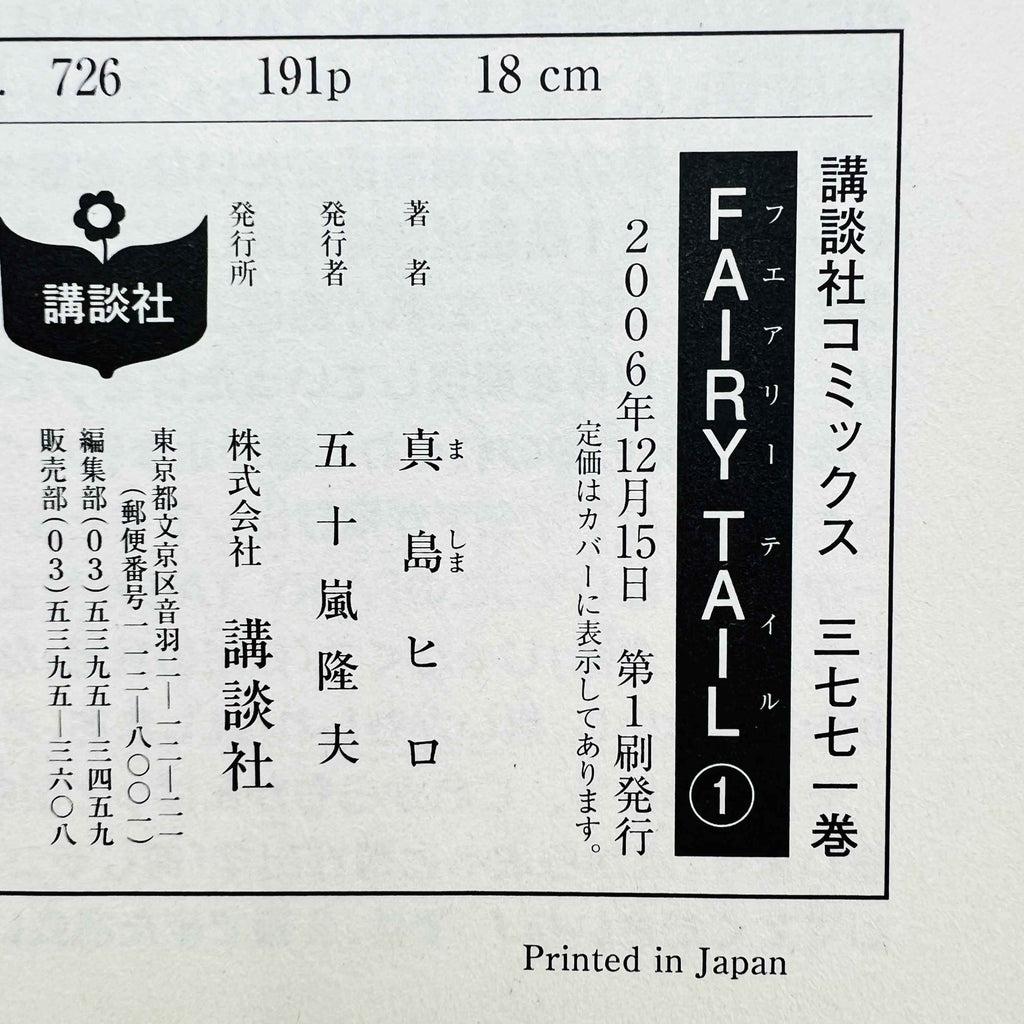 726 191p 18 cm
講談社コミックス 三七七一巻
フエアリーテイル
FAIRY TAIL ①
2006年12月15日 第1刷発行
定価はカバーに表示してあります。
著者 真島ヒロ
ましま
発行者 五十嵐隆夫
発行所 株式会社 講談社
東京都文京区音羽二―一二―二一
(郵便番号一一二―八〇〇一)
編集部(03)五三九五―三四五九
販売部(03)五三九五―三六〇八
講談社
Printed in Japan